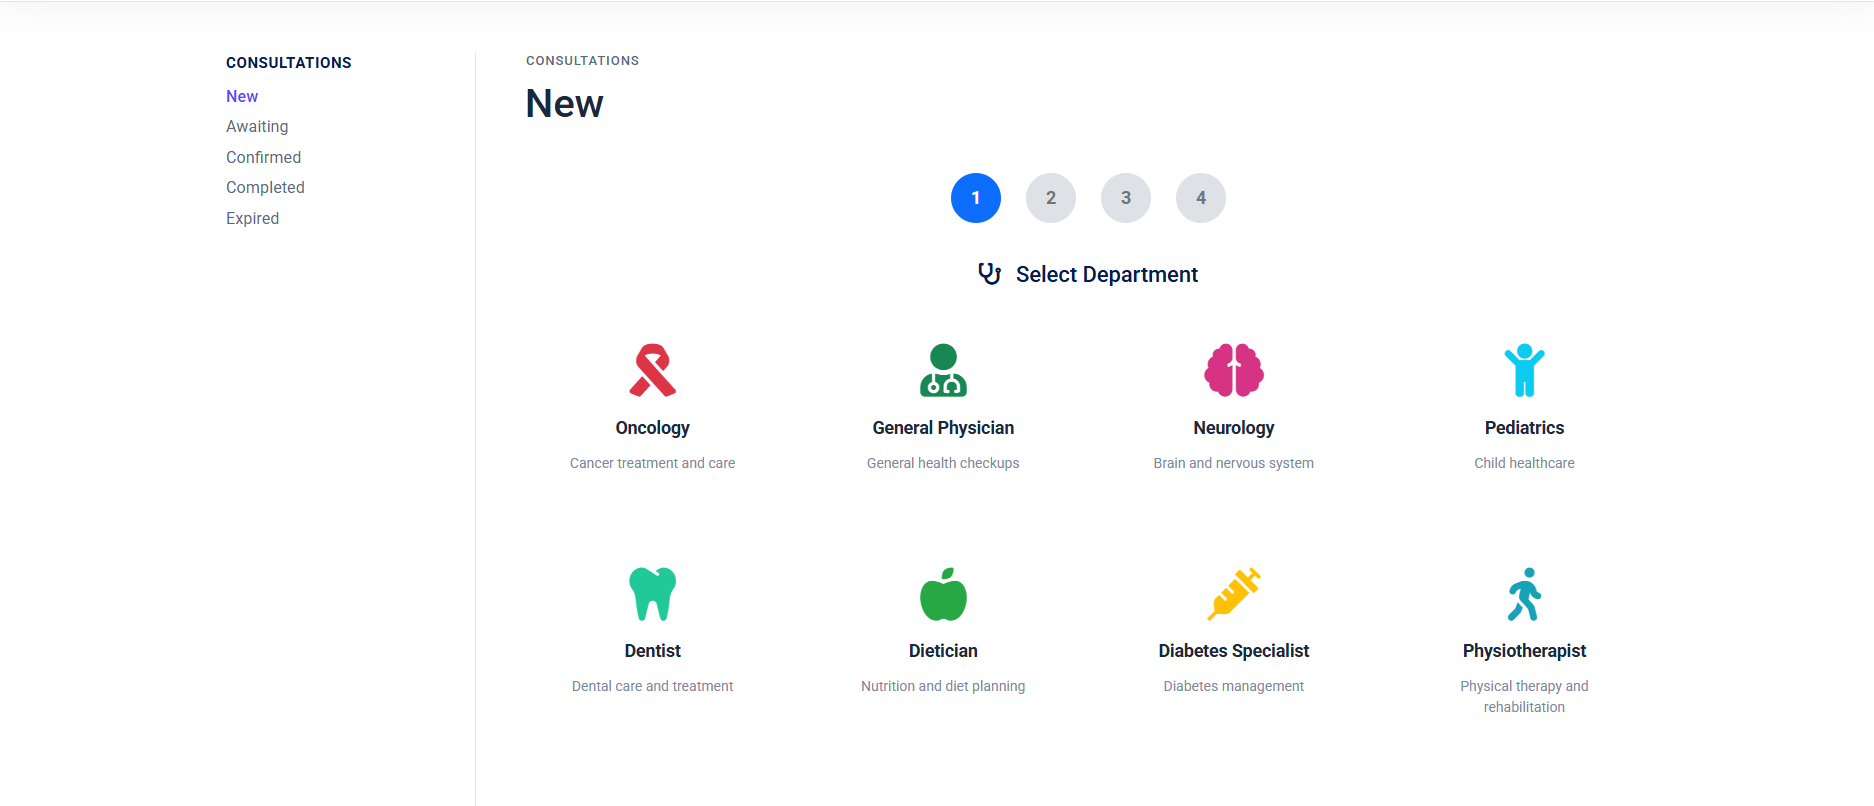 CONSULTATIONS
New
Awaiting
Confirmed
Completed
Expired
CONSULTATIONS
New
1 2 3 4
Select Department
Oncology
Cancer treatment and care
General Physician
General health checkups
Neurology
Brain and nervous system
Pediatrics
Child healthcare
Dentist
Dental care and treatment
Dietician
Nutrition and diet planning
Diabetes Specialist
Diabetes management
Physiotherapist
Physical therapy and
rehabilitation